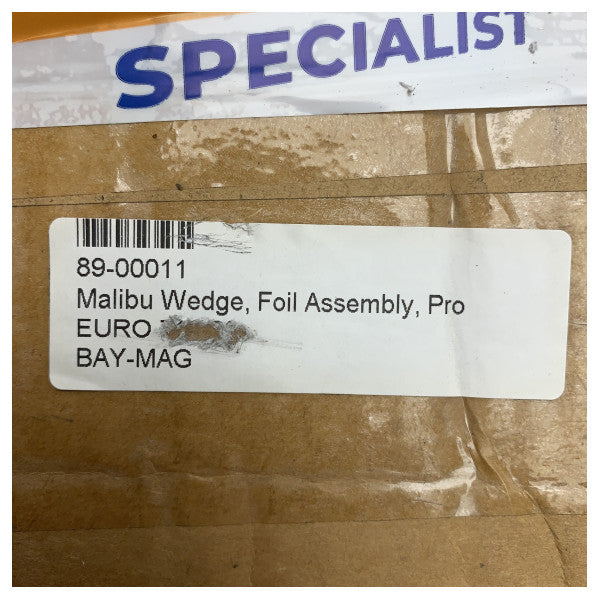 SPECIALIST
89-00011
Malibu Wedge, Foil Assembly, Pro
EURO
BAY-MAG